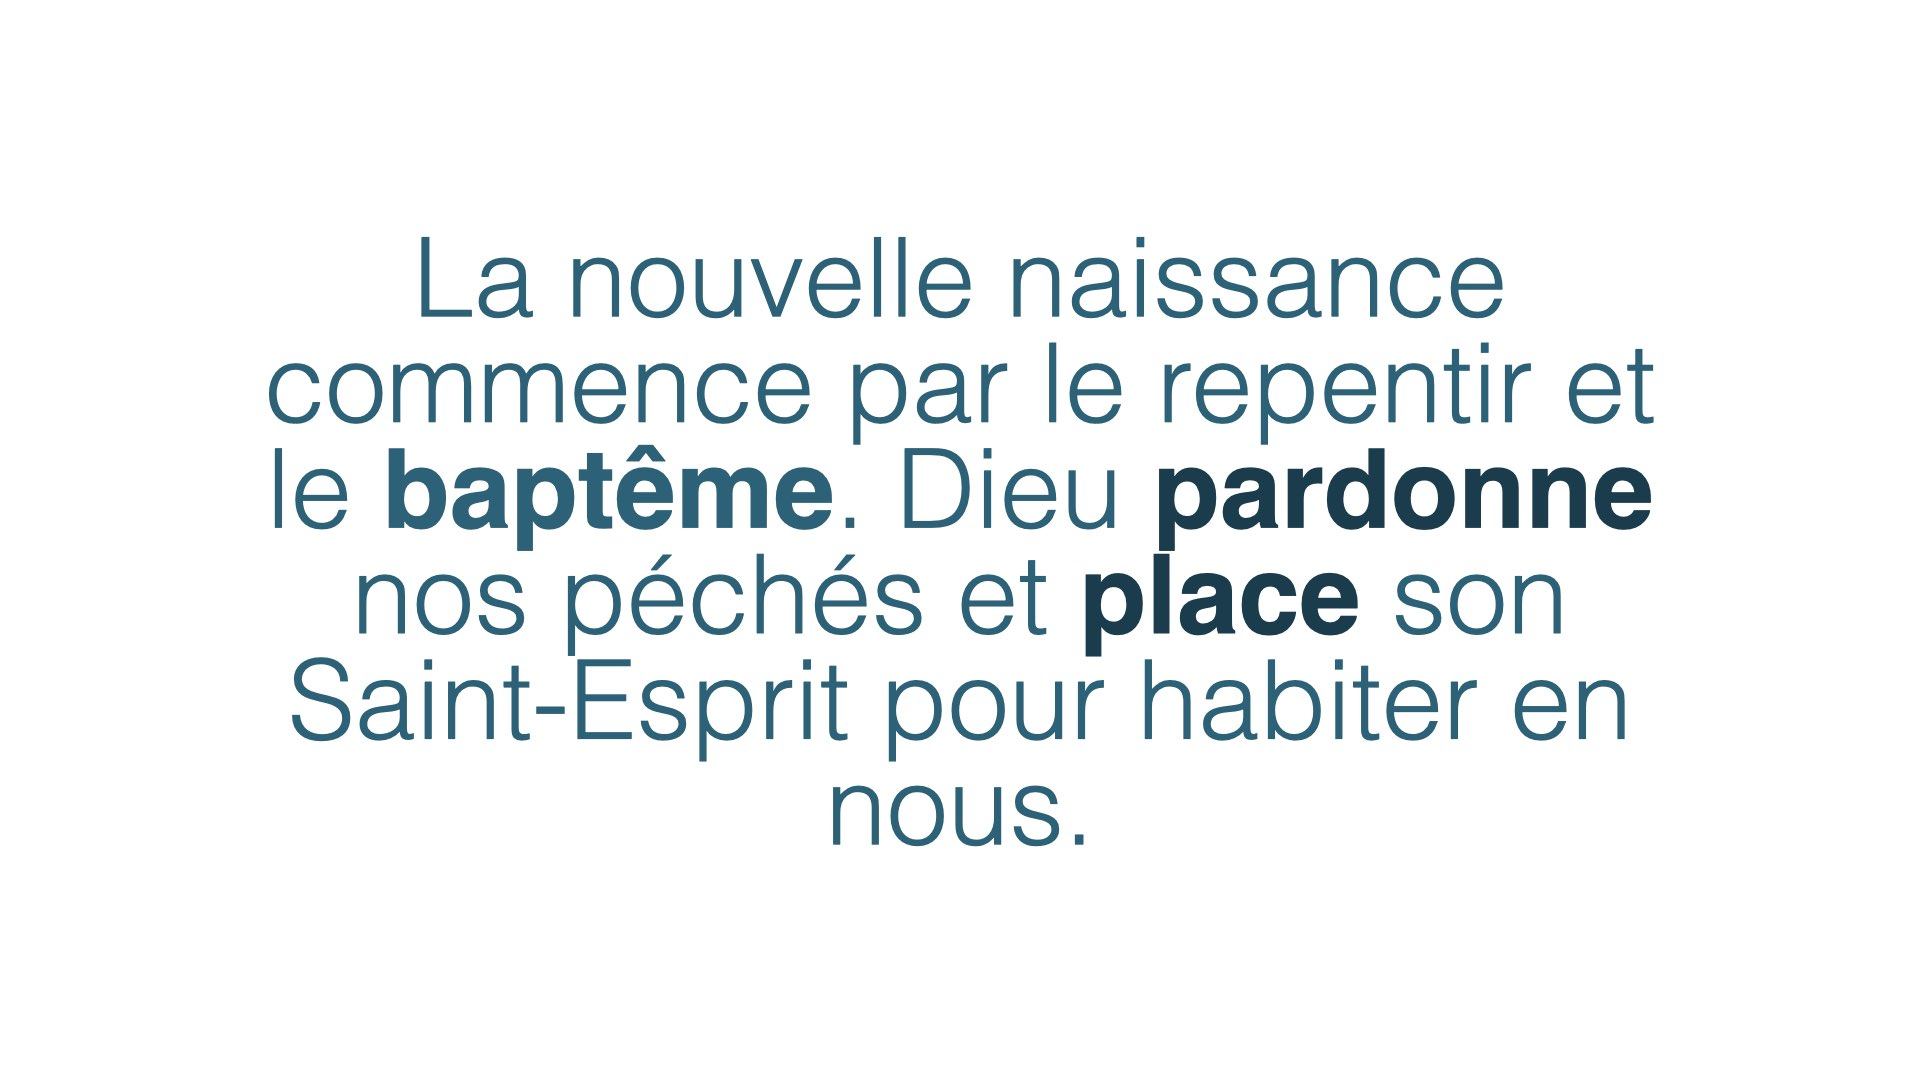 La nouvelle naissance
commence par le repentir et
le baptême. Dieu pardonne
nos péchés et place son
Saint-Esprit pour habiter en
nous.